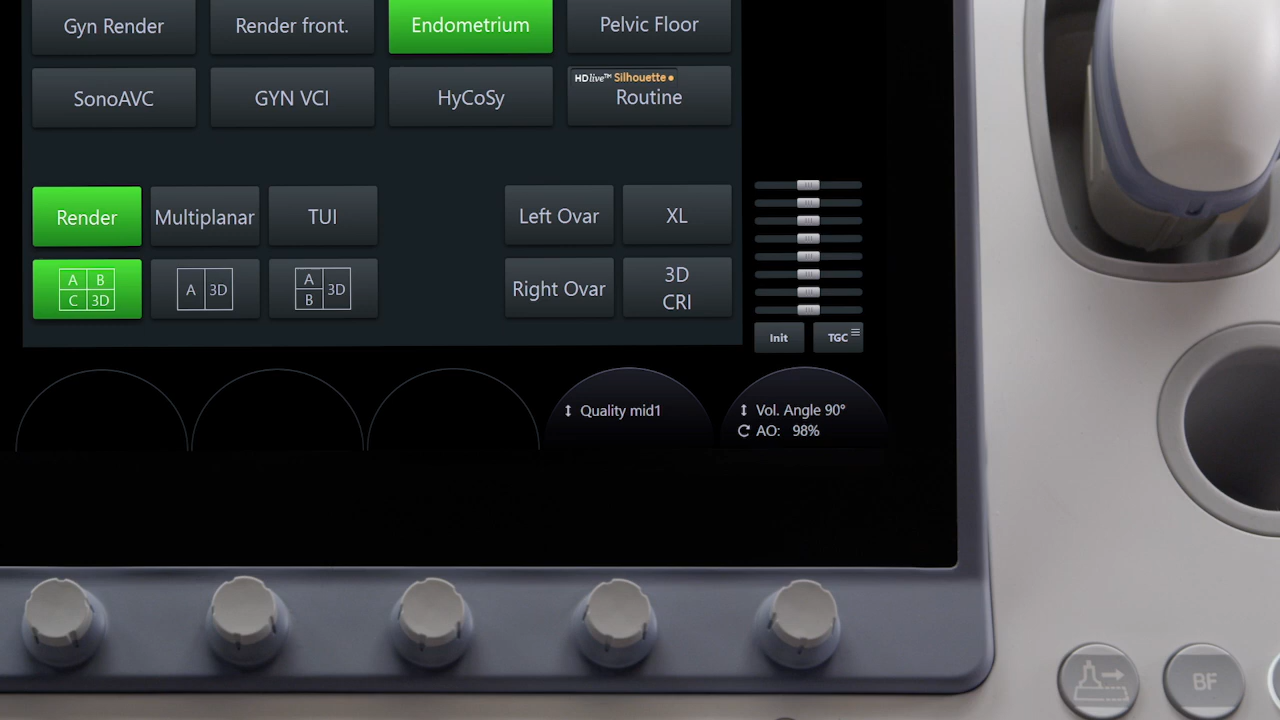 Gyn Render
Render front.
Endometrium
Pelvic Floor
SonoAVC
GYN VCI
HyCoSy
HDlive™ Silhouette
Routine
Render
Multiplanar
TUI
Left Ovar
XL
A B
C 3D
A 3D
A
B 3D
Right Ovar
3D
CRI
Init
TGC
Quality mid1
Vol. Angle 90°
AO: 98%
BF